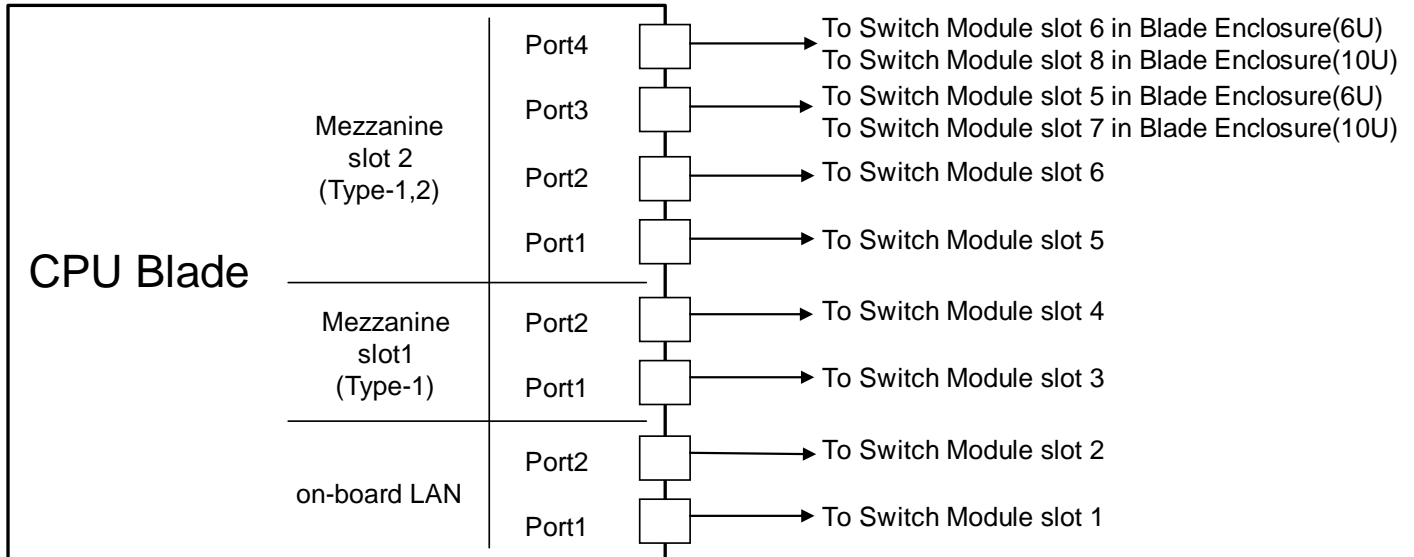 Port4
To Switch Module slot 6 in Blade Enclosure(6U)
To Switch Module slot 8 in Blade Enclosure(10U)
Port3
To Switch Module slot 5 in Blade Enclosure(6U)
To Switch Module slot 7 in Blade Enclosure(10U)
Mezzanine
slot 2
(Type-1,2)
Port2
To Switch Module slot 6
Port1
To Switch Module slot 5
CPU Blade
Mezzanine
slot1
(Type-1)
Port2
To Switch Module slot 4
Port1
To Switch Module slot 3
on-board LAN
Port2
To Switch Module slot 2
Port1
To Switch Module slot 1